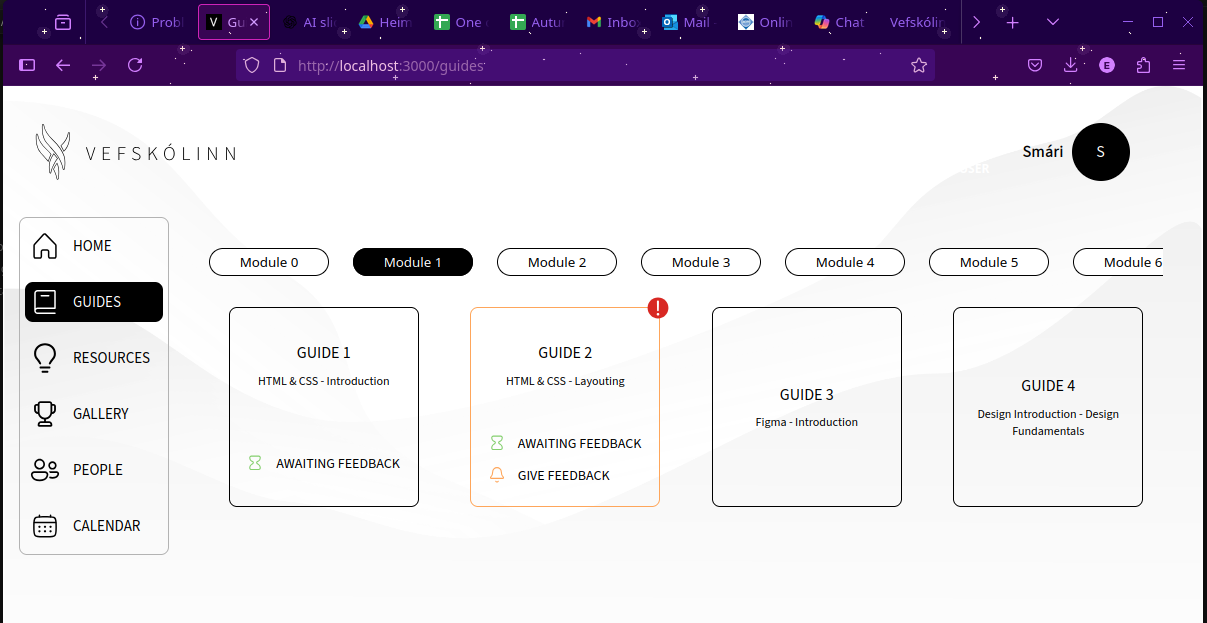 Probl
V Gu
AI sli
Heim
One
Autu
Inbo
Mail
Onlin
Chat
Vefskólin
http://localhost:3000/guides
E
VEFSKÓLINN
Smári
S
USER
HOME
GUIDES
RESOURCES
GALLERY
PEOPLE
CALENDAR
Module 0
Module 1
Module 2
Module 3
Module 4
Module 5
Module 6
GUIDE 1
HTML & CSS - Introduction
AWAITING FEEDBACK
!
GUIDE 2
HTML & CSS - Layouting
AWAITING FEEDBACK
GIVE FEEDBACK
GUIDE 3
Figma - Introduction
GUIDE 4
Design Introduction - Design
Fundamentals